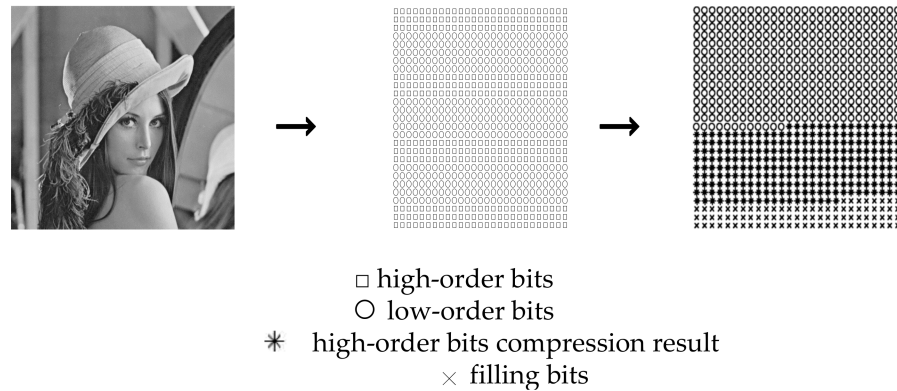 □ high-order bits
○ low-order bits
✳ high-order bits compression result
× filling bits